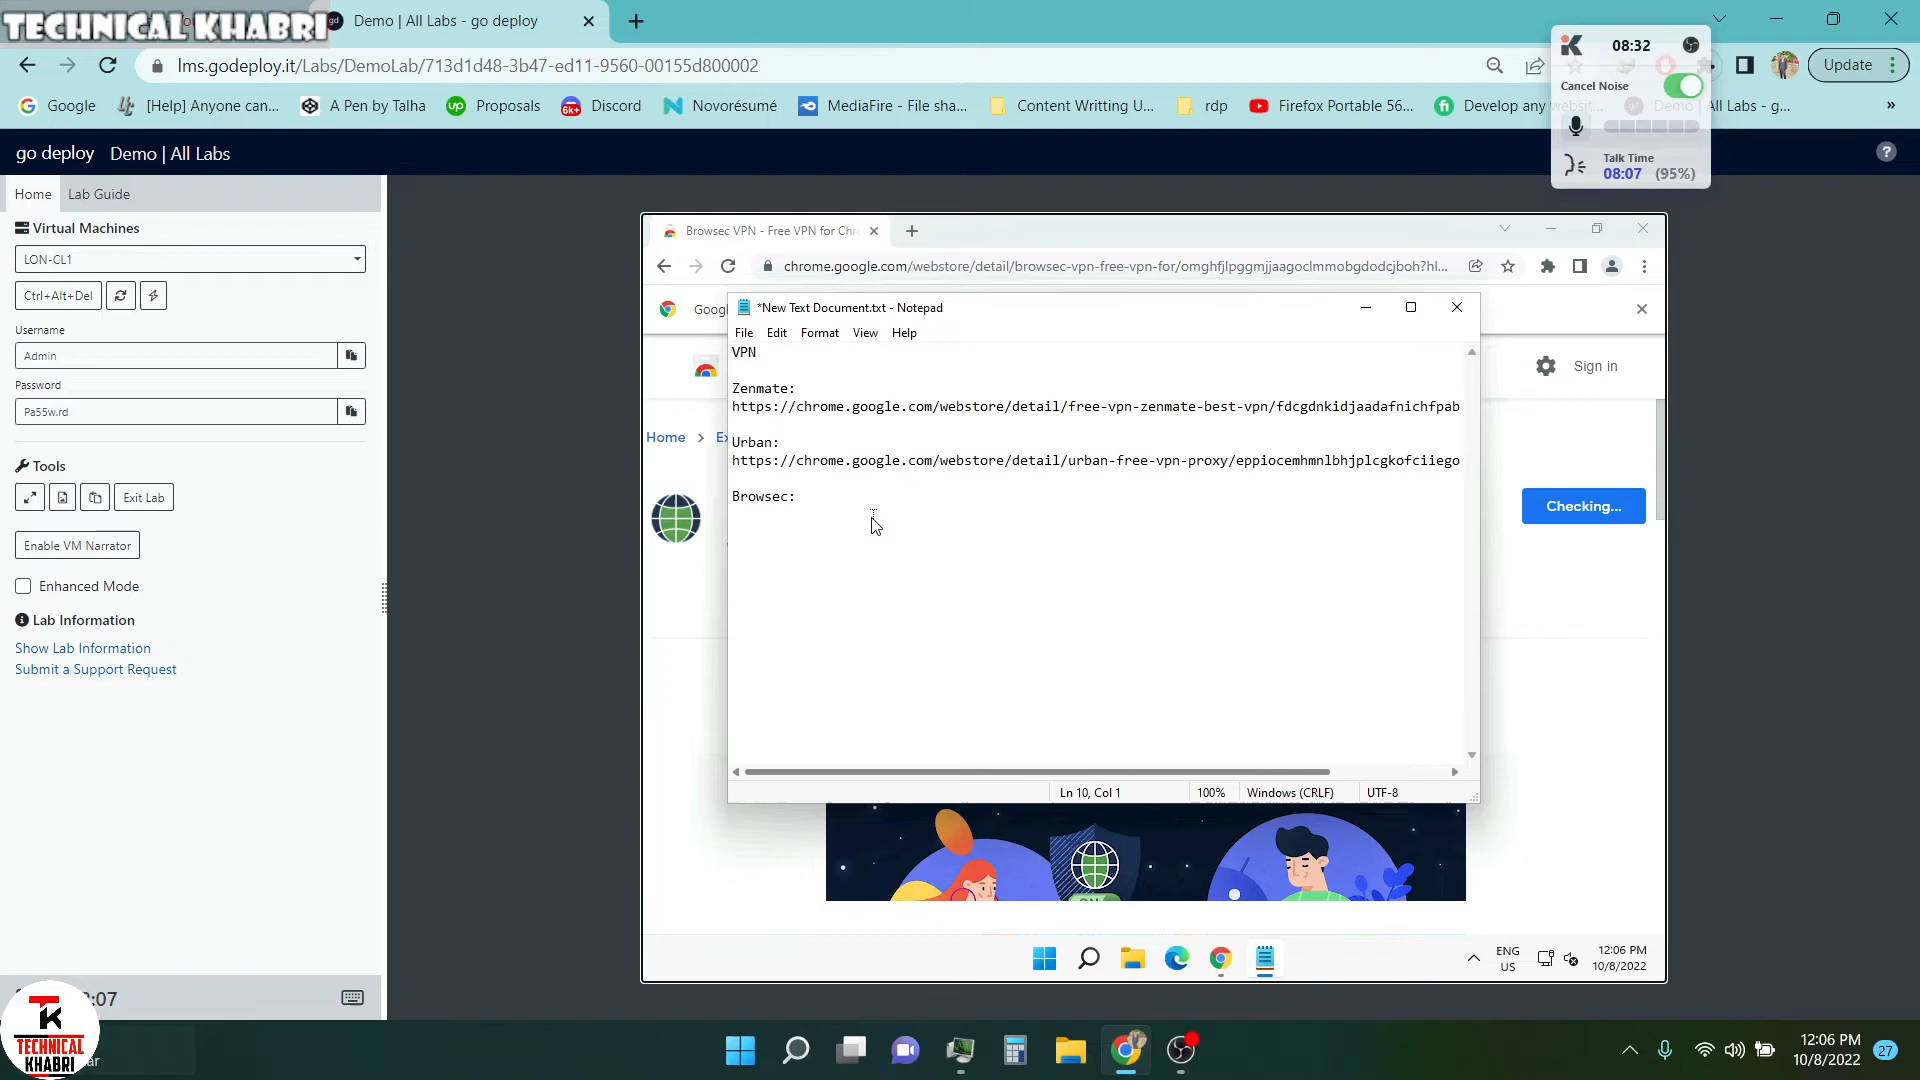 TECHNICAL KHABRI
Demo | All Labs - go deploy
lms.godeploy.it/Labs/DemoLab/713d1d48-3b47-ed11-9560-00155d800002
Update
Google
[Help] Anyone can...
A Pen by Talha
Proposals
Discord
Novorésumé
MediaFire - File sha...
Content Writting U...
rdp
Firefox Portable 56...
Develop any webs
Demo | All Labs - g...
»
08:32
Cancel Noise
Talk Time
08:07 (95%)
go deploy Demo | All Labs
Home
Lab Guide
Virtual Machines
LON-CL1
Ctrl+Alt+Del
Username
Admin
Password
Pa55w.rd
Tools
Exit Lab
Enable VM Narrator
Enhanced Mode
Lab Information
Show Lab Information
Submit a Support Request
Browsec VPN - Free VPN for Chr
chrome.google.com/webstore/detail/browsec-vpn-free-vpn-for/omghfjlpggmjjaagoclmmobgdodcjboh?hl...
Goog
*New Text Document.txt - Notepad
File Edit Format View Help
VPN
Zenmate:
https://chrome.google.com/webstore/detail/free-vpn-zenmate-best-vpn/fdcgdnkidjaadafnichfpab
Urban:
https://chrome.google.com/webstore/detail/urban-free-vpn-proxy/eppiocemhmnlbhjplcgkofciiego
Browsec:
Ln 10, Col 1
100%
Windows (CRLF)
UTF-8
Sign in
Home > Ex
Checking...
ENG
US
12:06 PM
10/8/2022
:07
TECHNICAL
KHABRI
ar
12:06 PM
10/8/2022
27